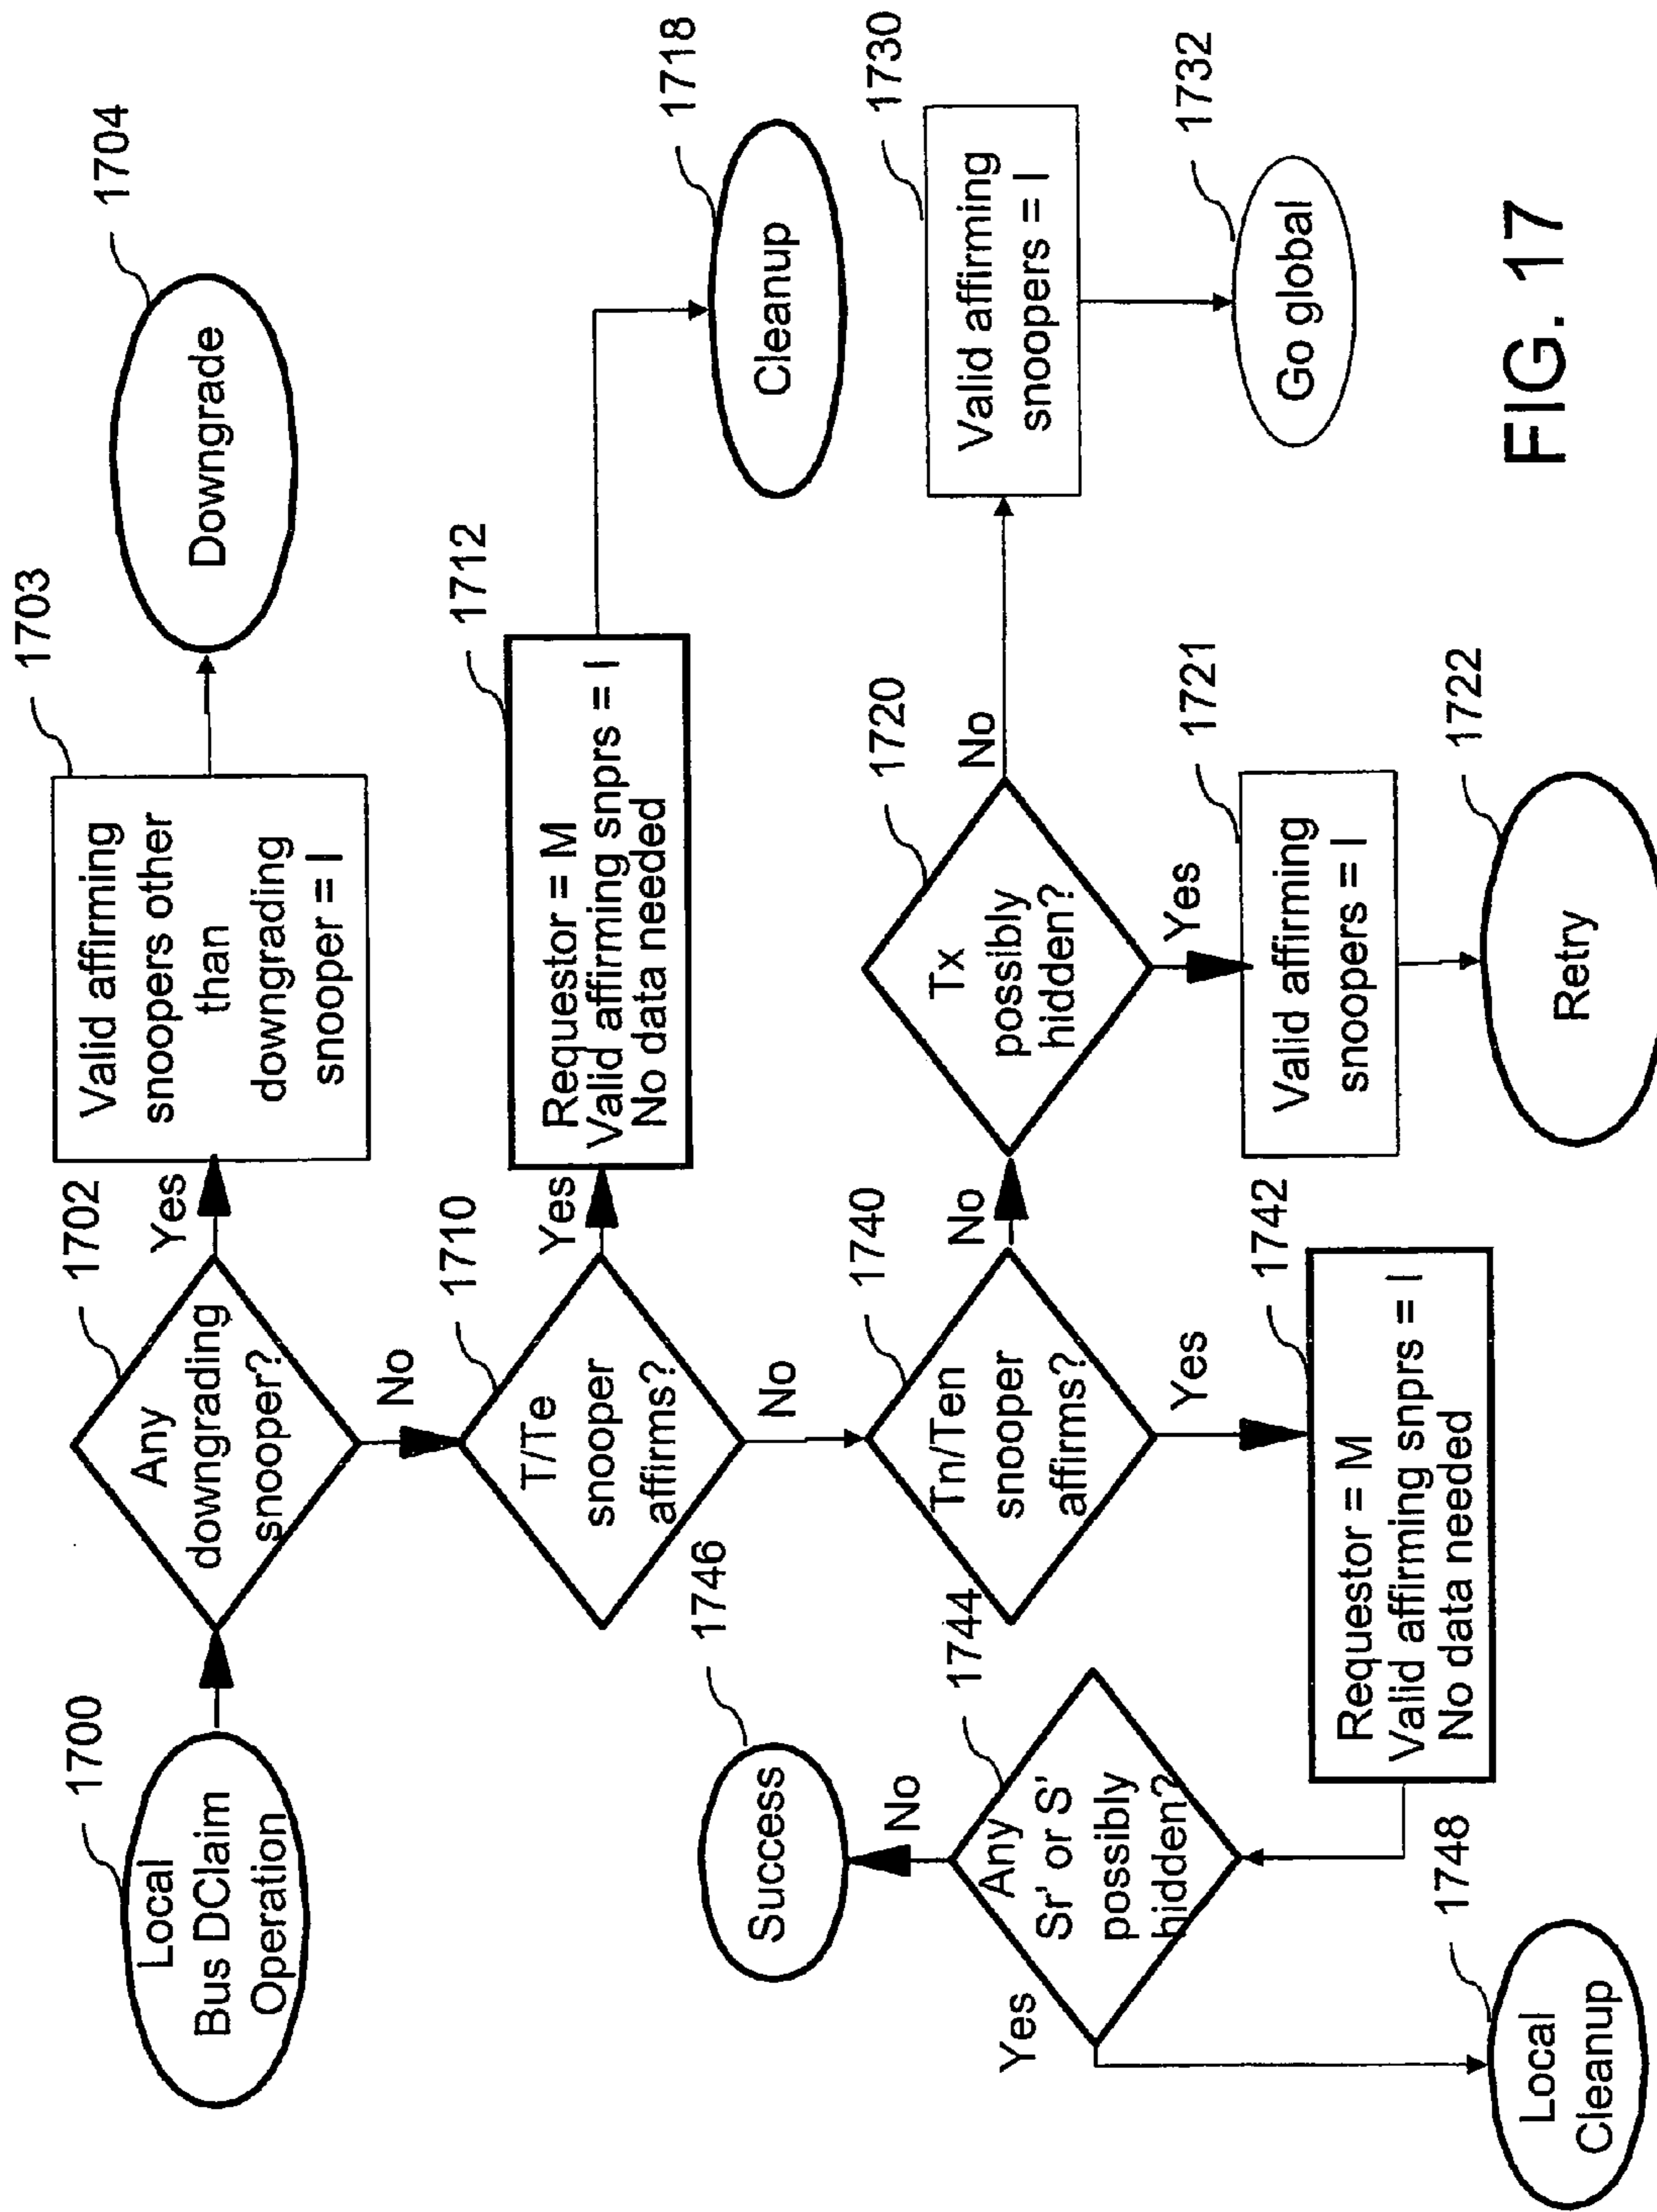 1700
Local
Bus DClaim
Operation
1702
Any
downgrading
snooper?
Yes
No
1703
Valid affirming
snoopers other
than
downgrading
snooper = I
1704
Downgrade
1710
T/Te
snooper
affirms?
Yes
No
1712
Requestor = M
Valid affirming snprs = I
No data needed
1718
Cleanup
1740
Tn/Ten
snooper
affirms?
No
Yes
1720
Tx
possibly
hidden?
No
Yes
1730
Valid affirming
snoopers = I
1732
Go global
1721
Valid affirming
snoopers = I
1722
Retry
1742
Requestor = M
Valid affirming snprs = I
No data needed
1744
Any
Sr' or S'
possibly
hidden?
No
Yes
1746
Success
1748
Local
Cleanup
FIG. 17